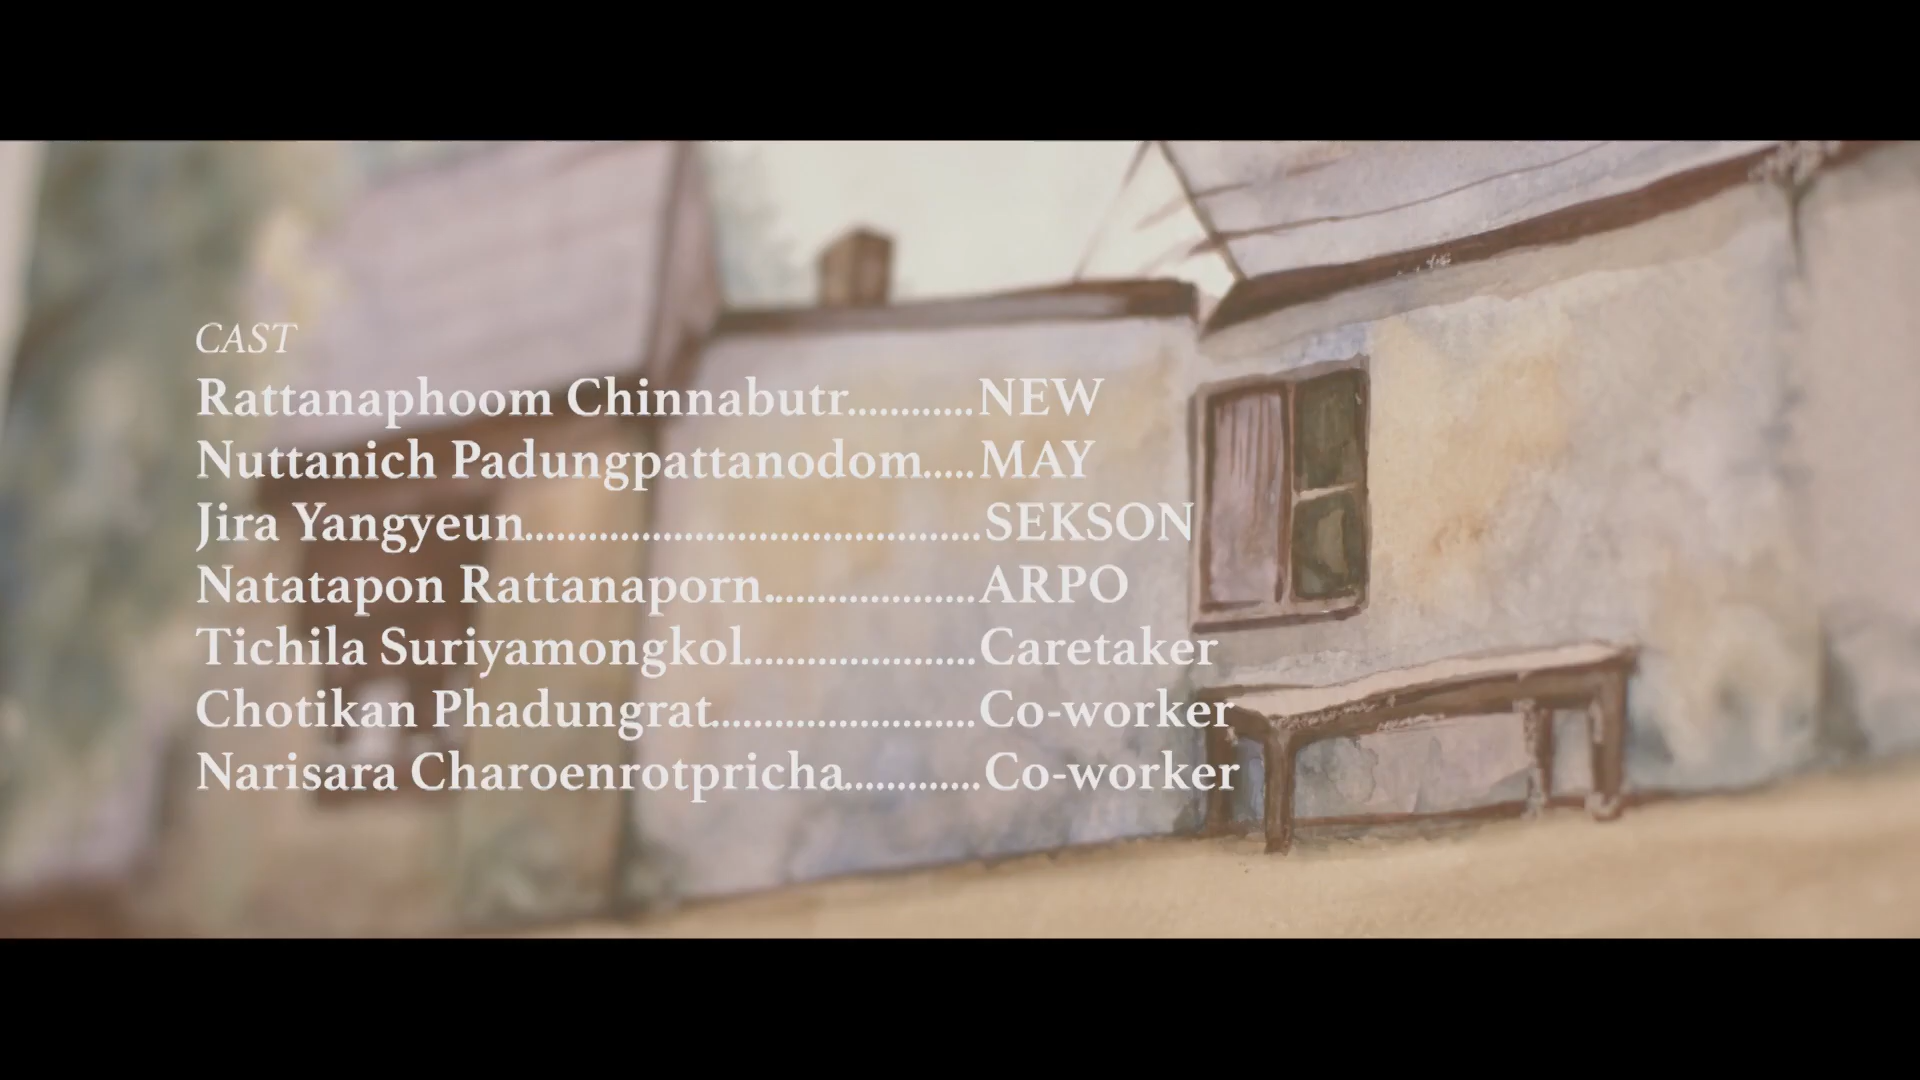 CAST
Rattanaphoom Chinnabutr............NEW
Nuttanich Padungpattanodom.....MAY
Jira Yangyeun...........................................SEKSON
Natatapon Rattanaporn....................ARPO
Tichila Suriyamongkol......................Caretaker
Chotikan Phadungrat.........................Co-worker
Narisara Charoenrotpricha.............Co-worker